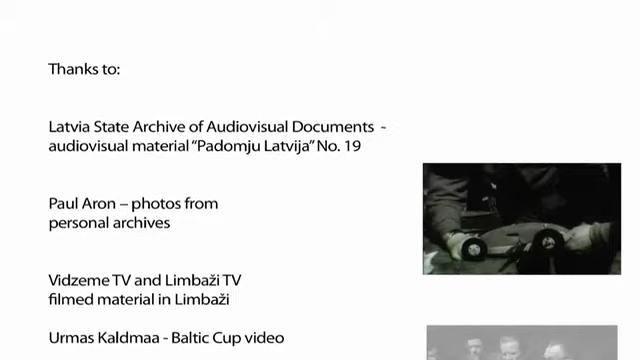 Thanks to:
Latvia State Archive of Audiovisual Documents -
audiovisual material “Padomju Latvija” No. 19
Paul Aron – photos from
personal archives
Vidzeme TV and Limbaži TV
filmed material in Limbaži
Urmas Kaldmaa - Baltic Cup video